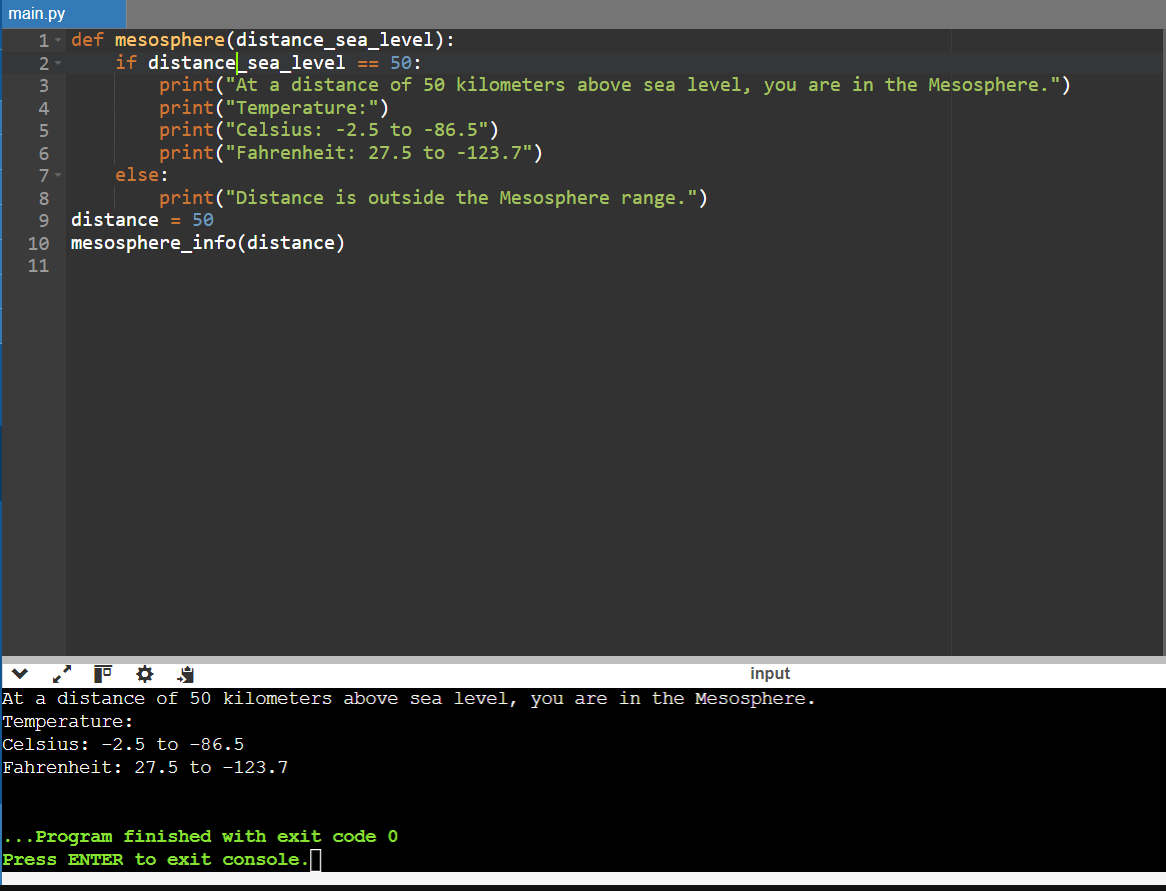 main.py
1 def mesosphere(distance_sea_level):
2     if distance_sea_level == 50:
3         print("At a distance of 50 kilometers above sea level, you are in the Mesosphere.")
4         print("Temperature:")
5         print("Celsius: -2.5 to -86.5")
6         print("Fahrenheit: 27.5 to -123.7")
7     else:
8         print("Distance is outside the Mesosphere range.")
9 distance = 50
10 mesosphere_info(distance)
11
input
At a distance of 50 kilometers above sea level, you are in the Mesosphere.
Temperature:
Celsius: -2.5 to -86.5
Fahrenheit: 27.5 to -123.7
...Program finished with exit code 0
Press ENTER to exit console.